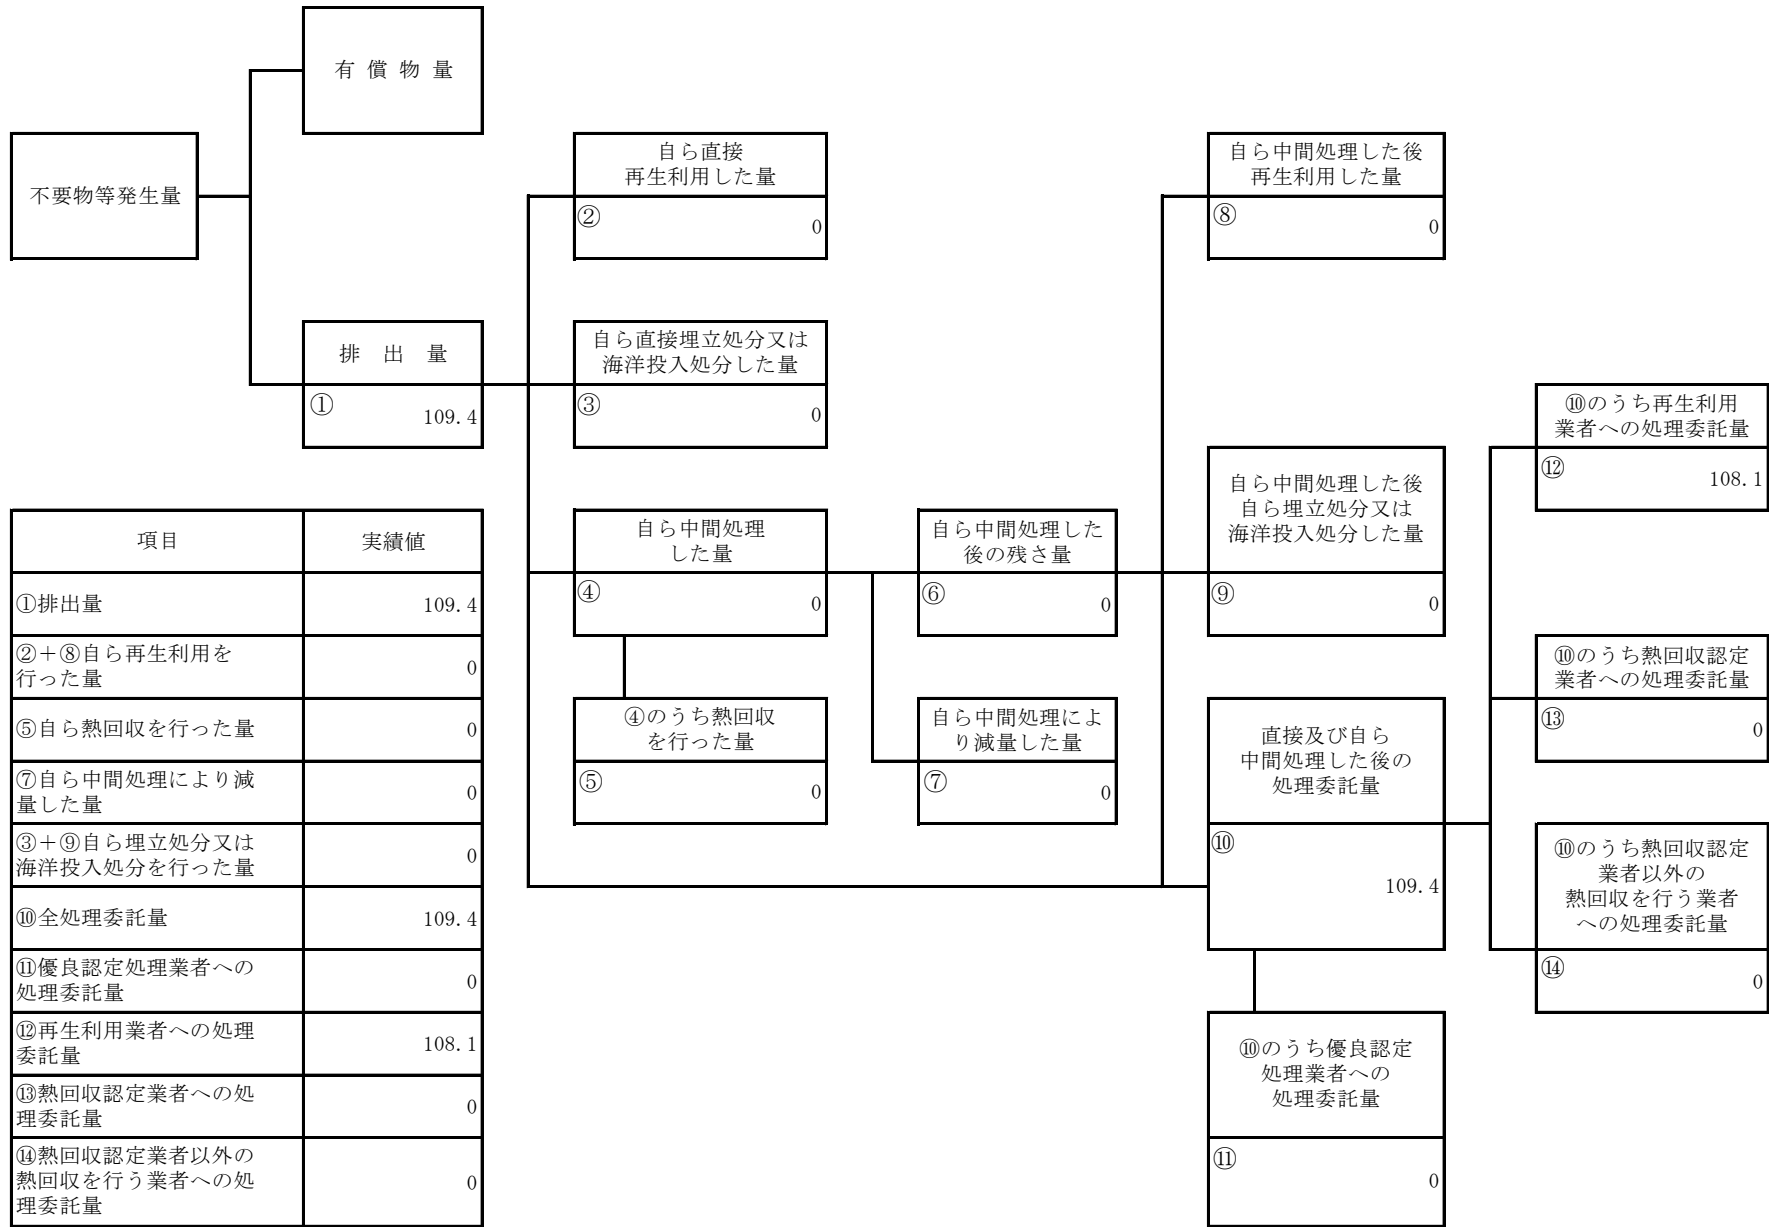 有 償 物 量
不要物等発生量
自ら直接
再生利用した量
②
0
自ら中間処理した後
再生利用した量
⑧
0
排 出 量
①
109.4
自ら直接埋立処分又は
海洋投入処分した量
③
0
⑩のうち再生利用
業者への処理委託量
⑫
108.1
自ら中間処理
した量
④
0
自ら中間処理した
後の残さ量
⑥
0
自ら中間処理した後
自ら埋立処分又は
海洋投入処分した量
⑨
0
⑩のうち熱回収認定
業者への処理委託量
⑬
0
④のうち熱回収
を行った量
⑤
0
自ら中間処理によ
り減量した量
⑦
0
直接及び自ら
中間処理した後の
処理委託量
⑩
109.4
⑩のうち熱回収認定
業者以外の
熱回収を行う業者
への処理委託量
⑭
0
⑩のうち優良認定
処理業者への
処理委託量
⑪
0
項目 実績値
①排出量 109.4
②+⑧自ら再生利用を
行った量 0
⑤自ら熱回収を行った量 0
⑦自ら中間処理により減
量した量 0
③+⑨自ら埋立処分又は
海洋投入処分を行った量 0
⑩全処理委託量 109.4
⑪優良認定処理業者への
処理委託量 0
⑫再生利用業者への処理
委託量 108.1
⑬熱回収認定業者への処
理委託量 0
⑭熱回収認定業者以外の
熱回収を行う業者への処
理委託量 0